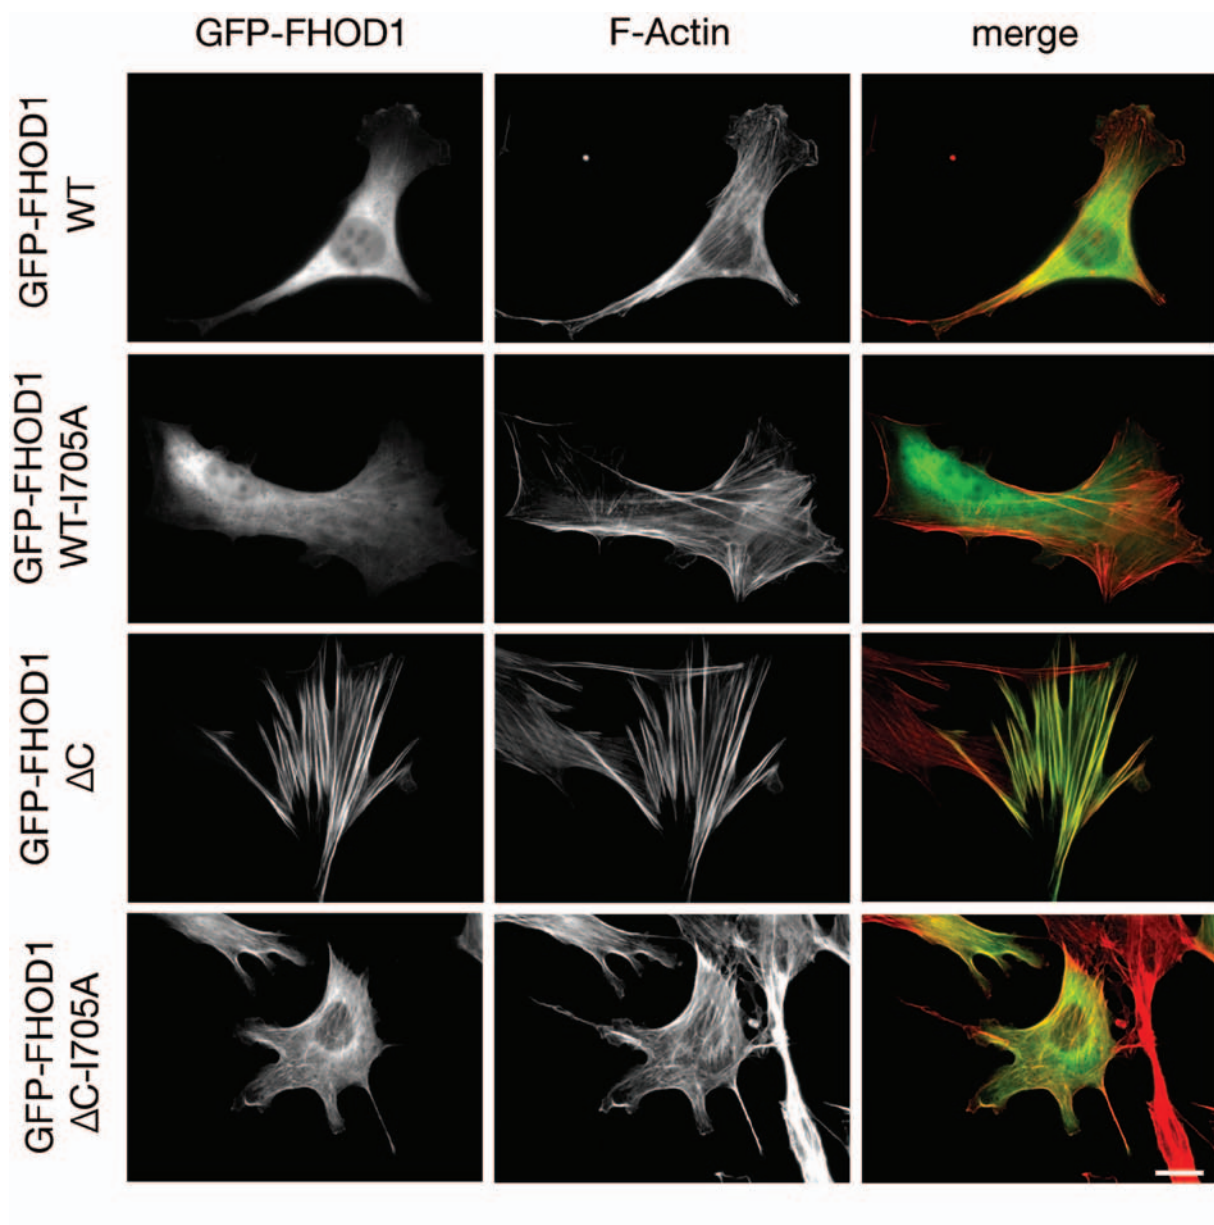 GFP-FHOD1
F-Actin
merge
GFP-FHOD1
WT
GFP-FHOD1
WT-I705A
GFP-FHOD1
ΔC
GFP-FHOD1
ΔC-I705A